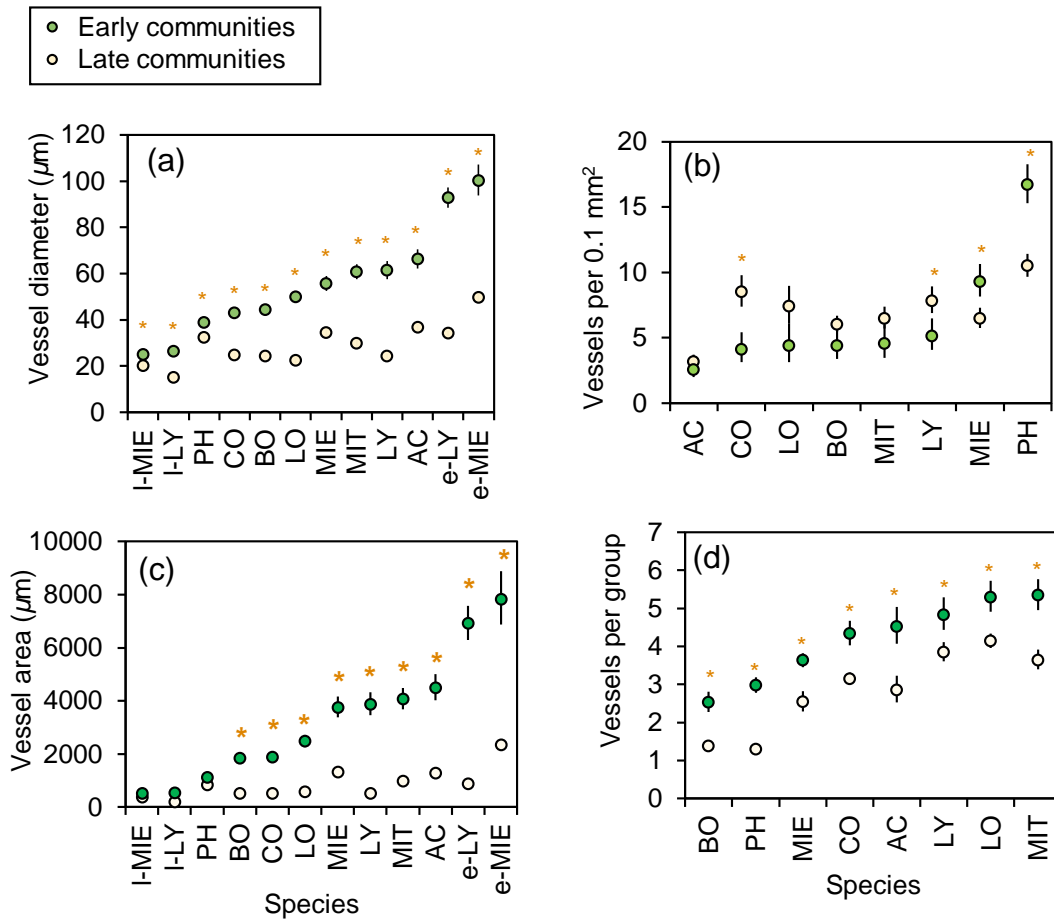 Early communities
Late communities
(a)
Vessel diameter (µm)
120
100
80
60
40
20
0
* * * * * * * * * * * *
l-MIE l-LY PH CO BO LO MIE MIT LY AC e-LY e-MIE
(b)
Vessels per 0.1 mm²
20
15
10
5
0
* * * *
AC CO LO BO MIT LY MIE PH
(c)
Vessel area (µm)
10000
8000
6000
4000
2000
0
* * * * * * * * *
l-MIE l-LY PH BO CO LO MIE LY MIT AC e-LY e-MIE
Species
(d)
Vessels per group
7
6
5
4
3
2
1
0
* * * * * * * *
BO PH MIE CO AC LY LO MIT
Species